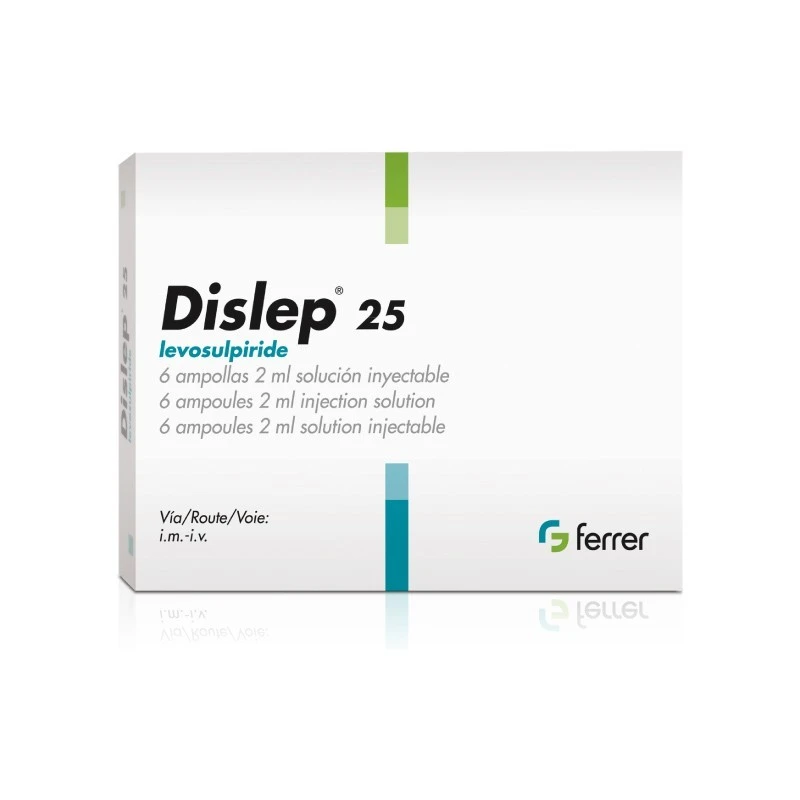 Dislep® 25
levosulpiride
6 ampollas 2 ml solución inyectable
6 ampoules 2 ml injection solution
6 ampoules 2 ml solution injectable
Vía/Route/Voie:
i.m.-i.v.
ferrer
Dislep® 25
levosulpiride